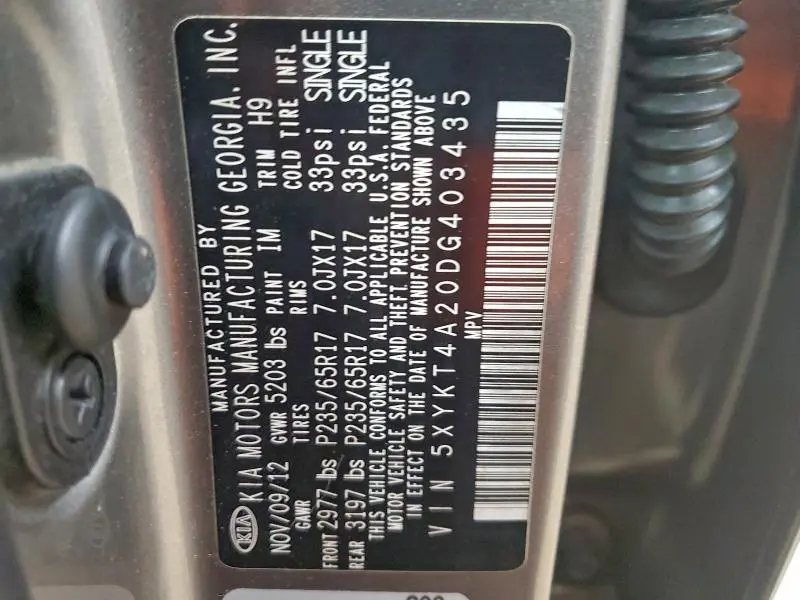 MANUFACTURED BY
KIA KIA MOTORS MANUFACTURING GEORGIA. INC.
NOV/09/12 GVWR 5203 lbs PAINT IM TRIM H9
GAWR TIRES RIMS COLD TIRE INFL
FRONT 2977 lbs P235/65R17 7.0JX17 33psi SINGLE
REAR 3197 lbs P235/65R17 7.0JX17 33psi SINGLE
THIS VEHICLE CONFORMS TO ALL APPLICABLE U.S.A. FEDERAL
MOTOR VEHICLE SAFETY AND THEFT PREVENTION STANDARDS
IN EFFECT ON THE DATE OF MANUFACTURE SHOWN ABOVE
VIN 5XYKT4A20DG403435
MPV